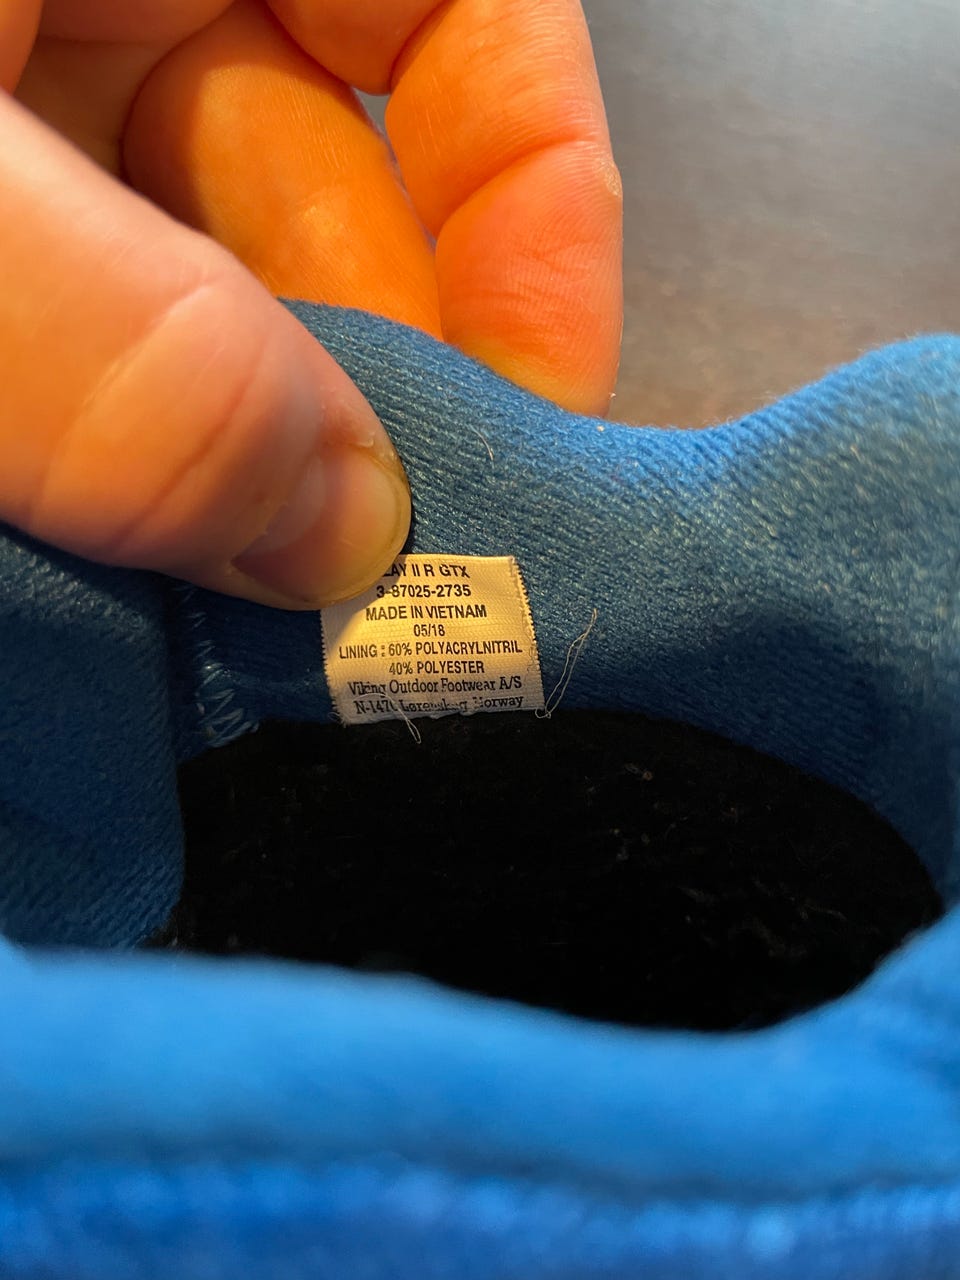 LAY II R GTX
3-87025-2735
MADE IN VIETNAM
05/18
LINING : 60% POLYACRYLNITRIL
40% POLYESTER
Viking Outdoor Footwear A/S
Norway